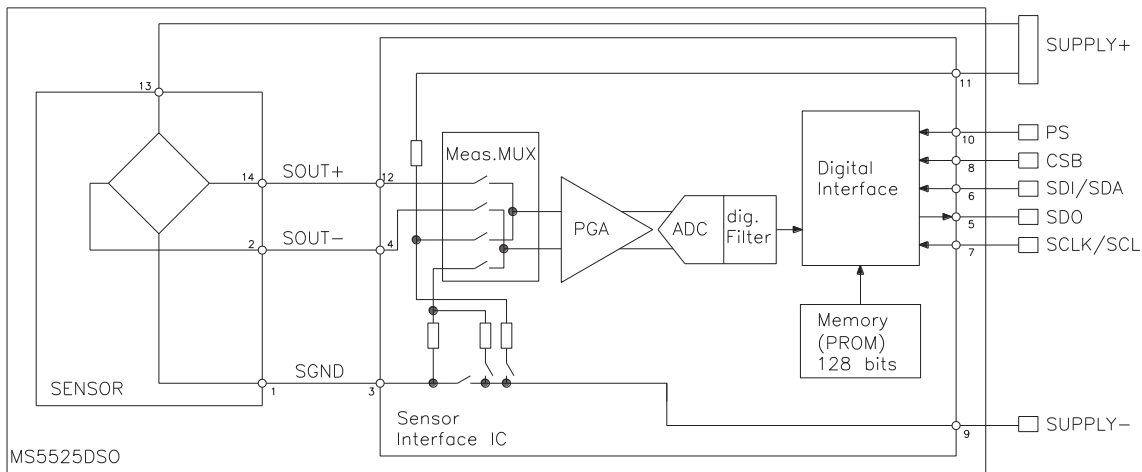 SUPPLY+
13
11
PS
10
Meas.MUX
CSB
8
Digital
Interface
SOUT+
14
12
SDI/SDA
6
SDO
5
PGA
ADC
dig.
Filter
SOUT-
2
4
SCLK/SCL
7
Memory
(PROM)
128 bits
SGND
1
3
SENSOR
Sensor
Interface IC
SUPPLY-
9
MS5525DSO